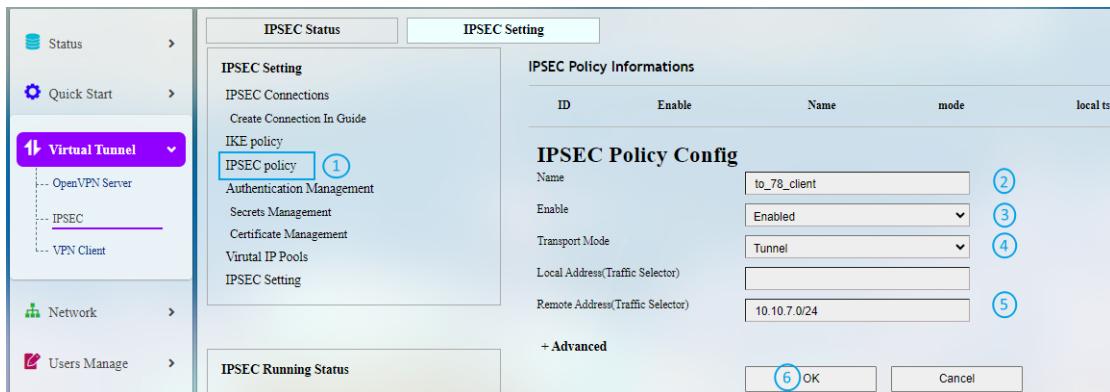 Status
Quick Start
Virtual Tunnel
OpenVPN Server
IPSEC
VPN Client
Network
Users Manage
IPSEC Status
IPSEC Setting
IPSEC Setting
IPSEC Connections
Create Connection In Guide
IKE policy
IPSEC policy 1
Authentication Management
Secrets Management
Certificate Management
Virutal IP Pools
IPSEC Setting
IPSEC Running Status
IPSEC Policy Informations
ID Enable Name mode local ts
IPSEC Policy Config
Name to_78_client 2
Enable Enabled 3
Transport Mode Tunnel 4
Local Address(Traffic Selector)
Remote Address(Traffic Selector) 10.10.7.0/24 5
+ Advanced
6 OK Cancel